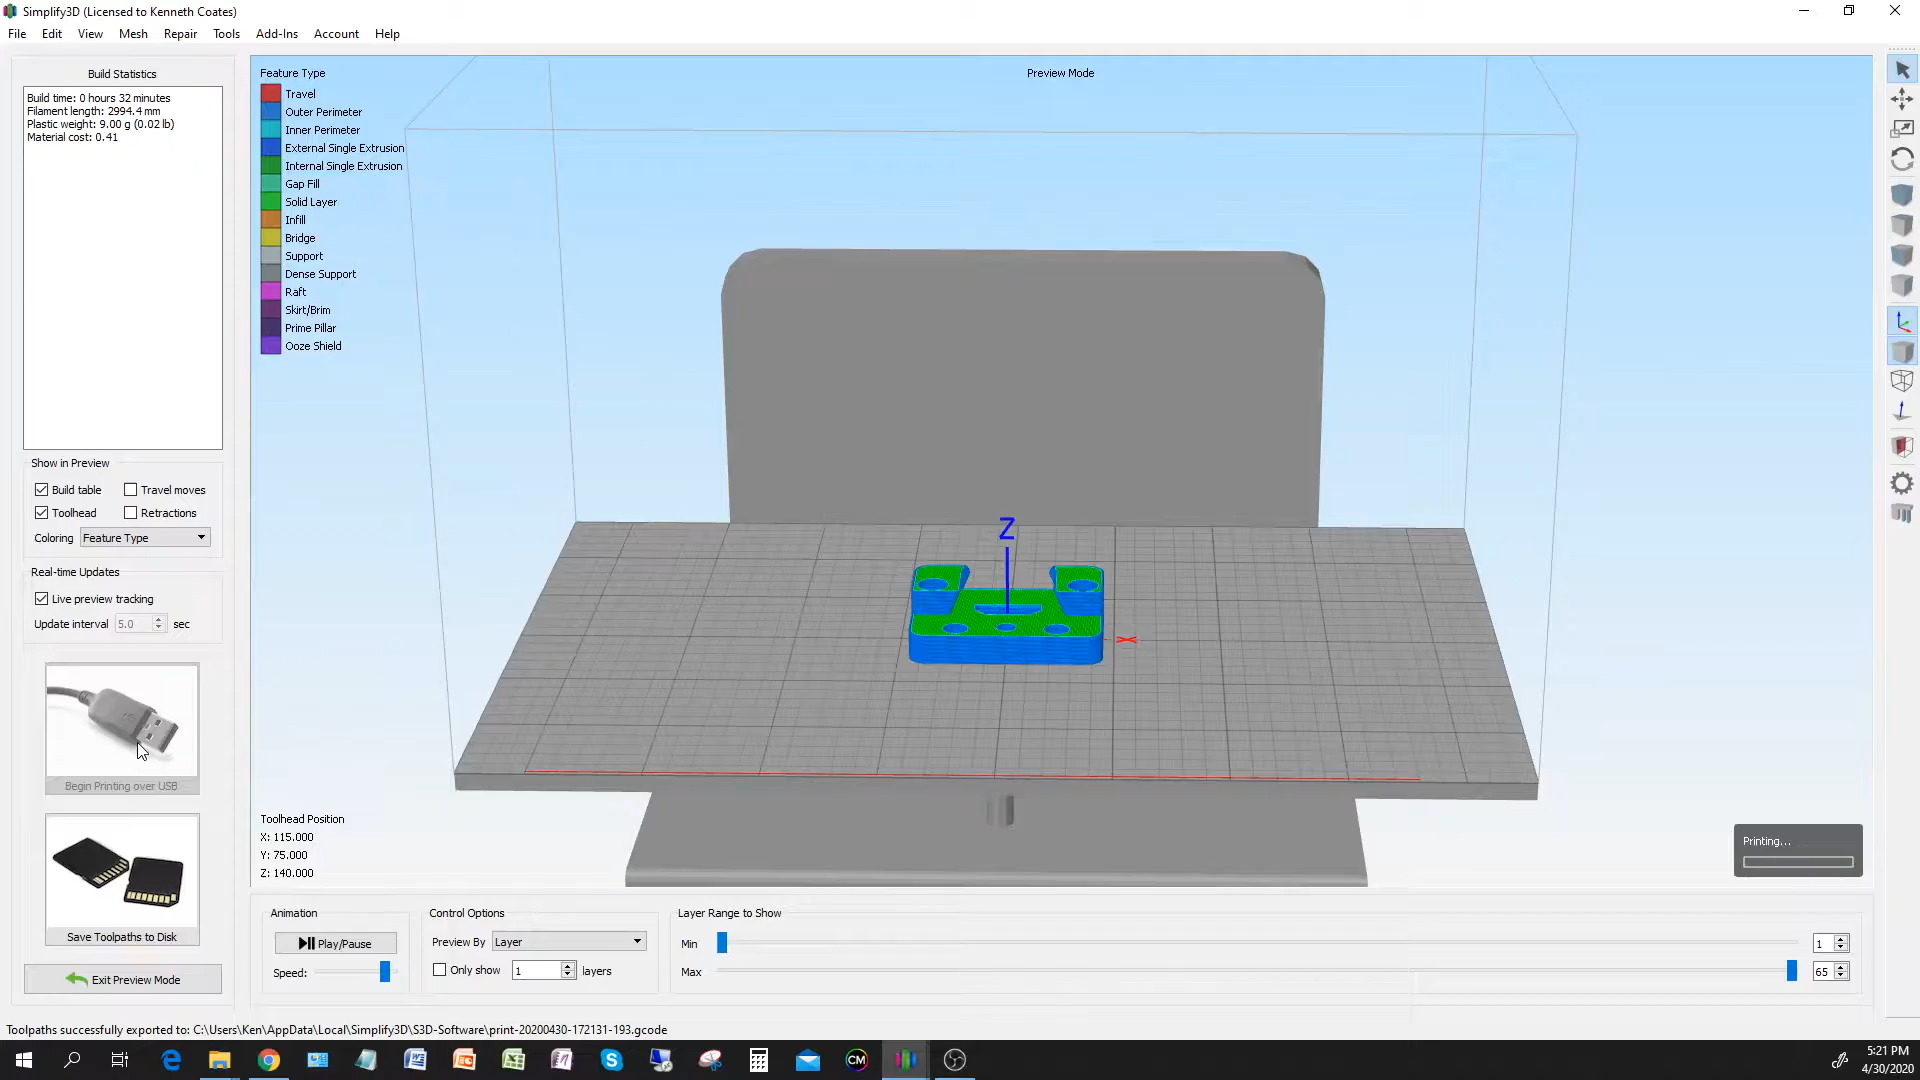 Simplify3D (Licensed to Kenneth Coates)
File Edit View Mesh Repair Tools Add-Ins Account Help
Build Statistics
Build time: 0 hours 32 minutes
Filament length: 2994.4 mm
Plastic weight: 9.00 g (0.02 lb)
Material cost: 0.41
Show in Preview
Build table Travel moves
Toolhead Retractions
Coloring Feature Type
Real-time Updates
Live preview tracking
Update interval 5.0 sec
Begin Printing over USB
Save Toolpaths to Disk
Exit Preview Mode
Feature Type
Travel
Outer Perimeter
Inner Perimeter
External Single Extrusion
Internal Single Extrusion
Gap Fill
Solid Layer
Infill
Bridge
Support
Dense Support
Raft
Skirt/Brim
Prime Pillar
Ooze Shield
Preview Mode
Z
X
Toolhead Position
X: 115.000
Y: 75.000
Z: 140.000
Printing...
Animation
Play/Pause
Speed:
Control Options
Preview By Layer
Only show 1 layers
Layer Range to Show
Min 1
Max 65
Toolpaths successfully exported to: C:\Users\Ken\AppData\Local\Simplify3D\S3D-Software\print-20200430-172131-193.gcode
CM
5:21 PM
4/30/2020